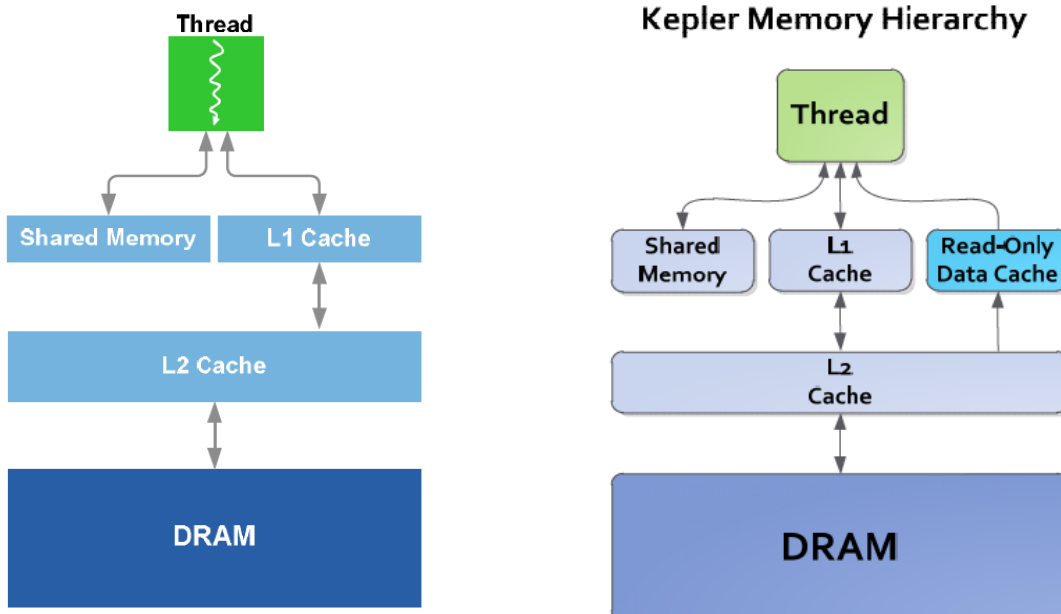 Thread
Shared Memory
L1 Cache
L2 Cache
DRAM
Kepler Memory Hierarchy
Thread
Shared
Memory
L1
Cache
Read-Only
Data Cache
L2
Cache
DRAM